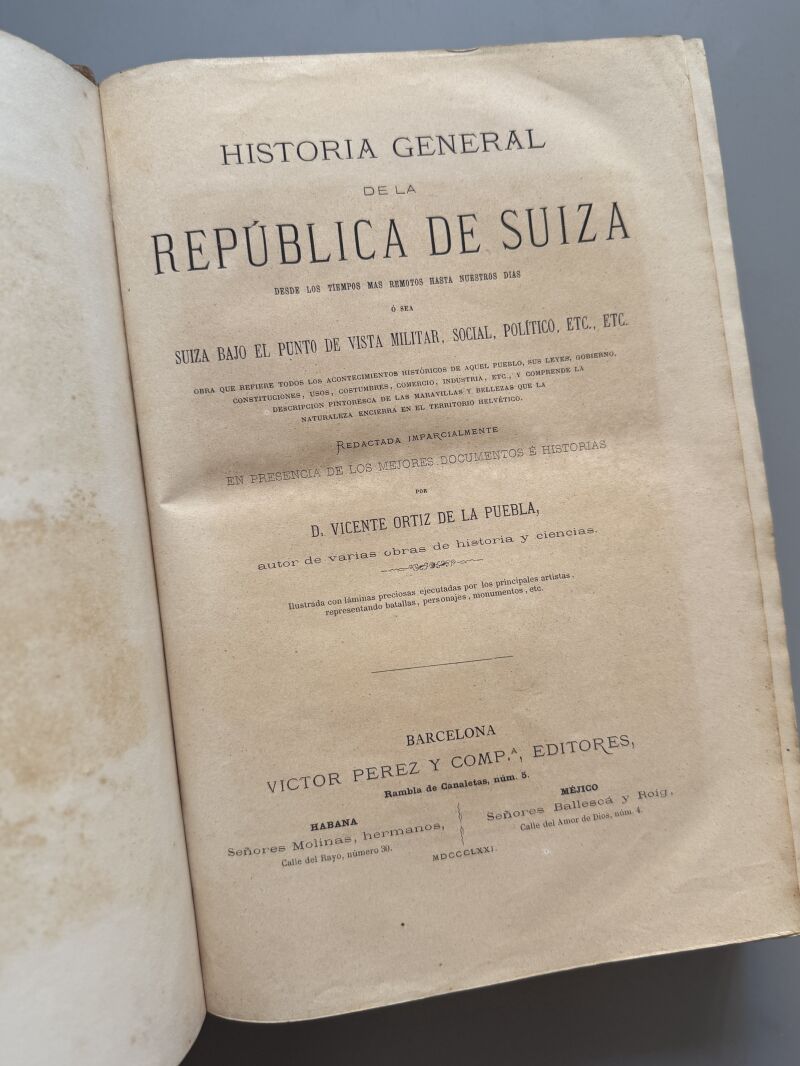 HISTORIA GENERAL
DE LA
REPÚBLICA DE SUIZA
DESDE LOS TIEMPOS MAS REMOTOS HASTA NUESTROS DIAS
Ó SEA
SUIZA BAJO EL PUNTO DE VISTA MILITAR, SOCIAL, POLÍTICO, ETC., ETC.
OBRA QUE REFIERE TODOS LOS ACONTECIMIENTOS HISTÓRICOS DE AQUEL PUEBLO, SUS LEYES, GOBIERNO,
CONSTITUCIONES, USOS, COSTUMBRES, COMERCIO, INDUSTRIA, ETC., Y COMPRENDE LA
DESCRIPCION PINTORESCA DE LAS MARAVILLAS Y BELLEZAS QUE LA
NATURALEZA ENCIERRA EN EL TERRITORIO HELVÉTICO.
REDACTADA IMPARCIALMENTE
EN PRESENCIA DE LOS MEJORES DOCUMENTOS É HISTORIAS
POR
D. VICENTE ORTIZ DE LA PUEBLA,
autor de varias obras de historia y ciencias.
Ilustrada con láminas preciosas ejecutadas por los principales artistas,
representando batallas, personajes, monumentos, etc.
BARCELONA
VICTOR PEREZ Y COMP.ª, EDITORES,
Rambla de Canaletas, núm. 5.
HABANA
Señores Molinas, hermanos,
Calle del Rayo, número 30.
MÉJICO
Señores Ballescá y Roig,
Calle del Amor de Dios, núm. 4.
MDCCCLXXI.